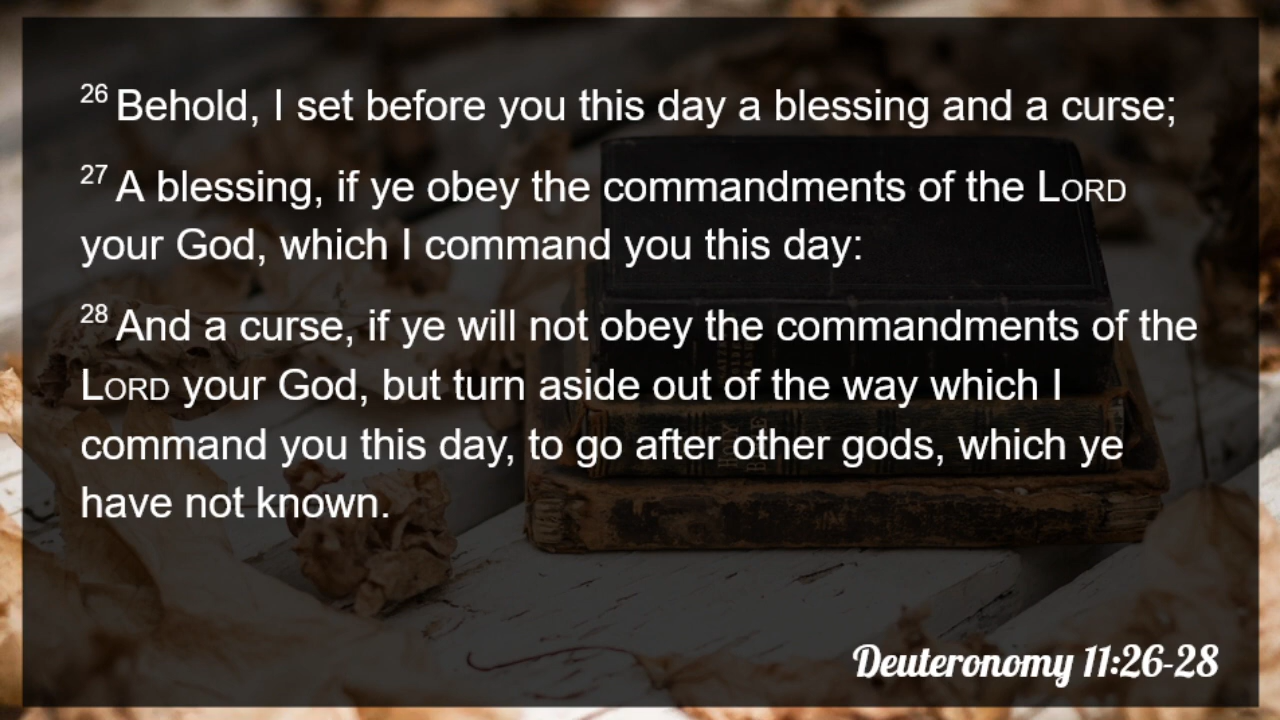 26 Behold, I set before you this day a blessing and a curse;
27 A blessing, if ye obey the commandments of the LORD
your God, which I command you this day:
28 And a curse, if ye will not obey the commandments of the
LORD your God, but turn aside out of the way which I
command you this day, to go after other gods, which ye
have not known.
HOLY
BIBLE
Deuteronomy 11:26-28